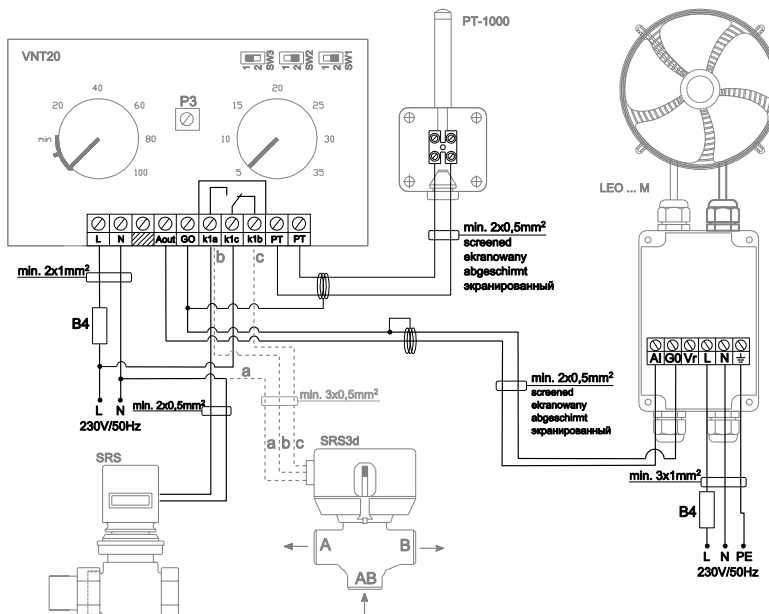 VNT20
P3
1 2 SW3
1 2 SW2
1 2 SW1
min 20 40 60 80 100
5 10 15 20 25 30 35
L N Aout GO k1a k1c k1b PT PT
b c
PT-1000
min. 2x0,5mm²
screened
ekranowany
abgeschirmt
экранированный
LEO ... M
AI G0 Vr L N
min. 2x1mm²
B4
a
L N
230V/50Hz
min. 2x0,5mm²
min. 3x0,5mm²
a b c
min. 2x0,5mm²
screened
ekranowany
abgeschirmt
экранированный
SRS
SRS3d
A B
AB
min. 3x1mm²
B4
L N PE
230V/50Hz